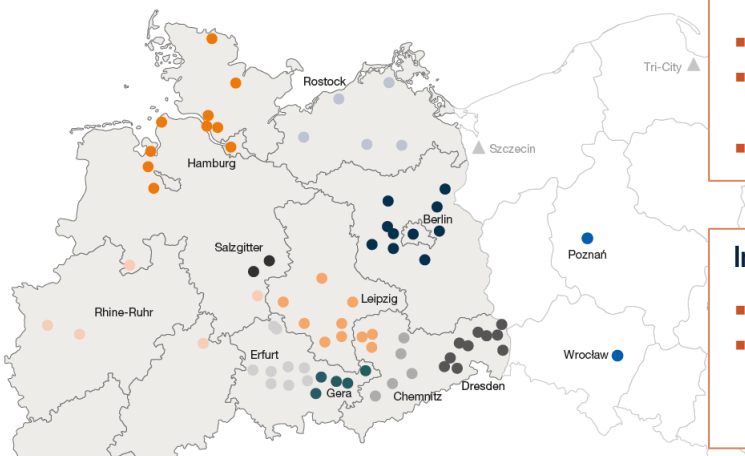 Tri-City
Rostock
Szczecin
Hamburg
Berlin
Salzgitter
Poznań
Leipzig
Rhine-Ruhr
Erfurt
Wrocław
Gera
Chemnitz
Dresden